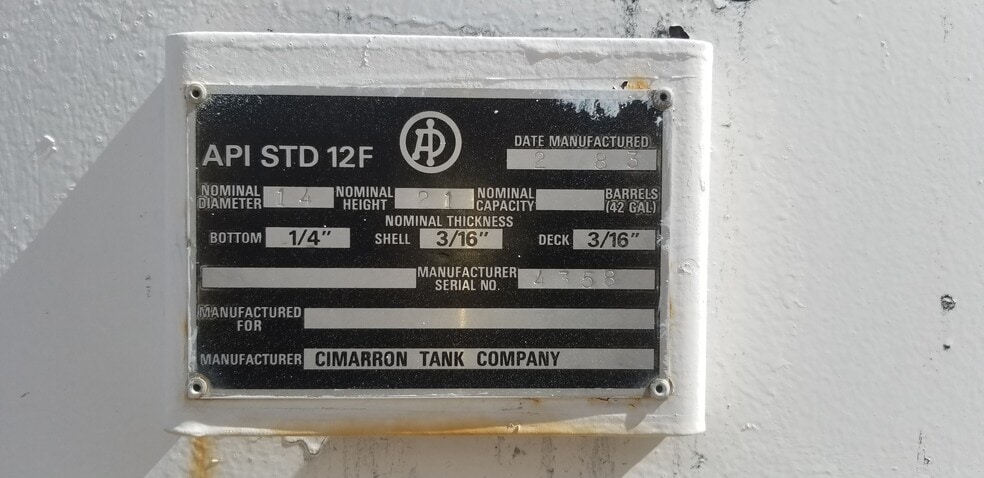 API STD 12F API DATE MANUFACTURED
2 83
NOMINAL DIAMETER 14 NOMINAL HEIGHT 21 NOMINAL CAPACITY BARRELS (42 GAL)
NOMINAL THICKNESS
BOTTOM 1/4" SHELL 3/16" DECK 3/16"
MANUFACTURER SERIAL NO. 4358
MANUFACTURED FOR
MANUFACTURER CIMARRON TANK COMPANY